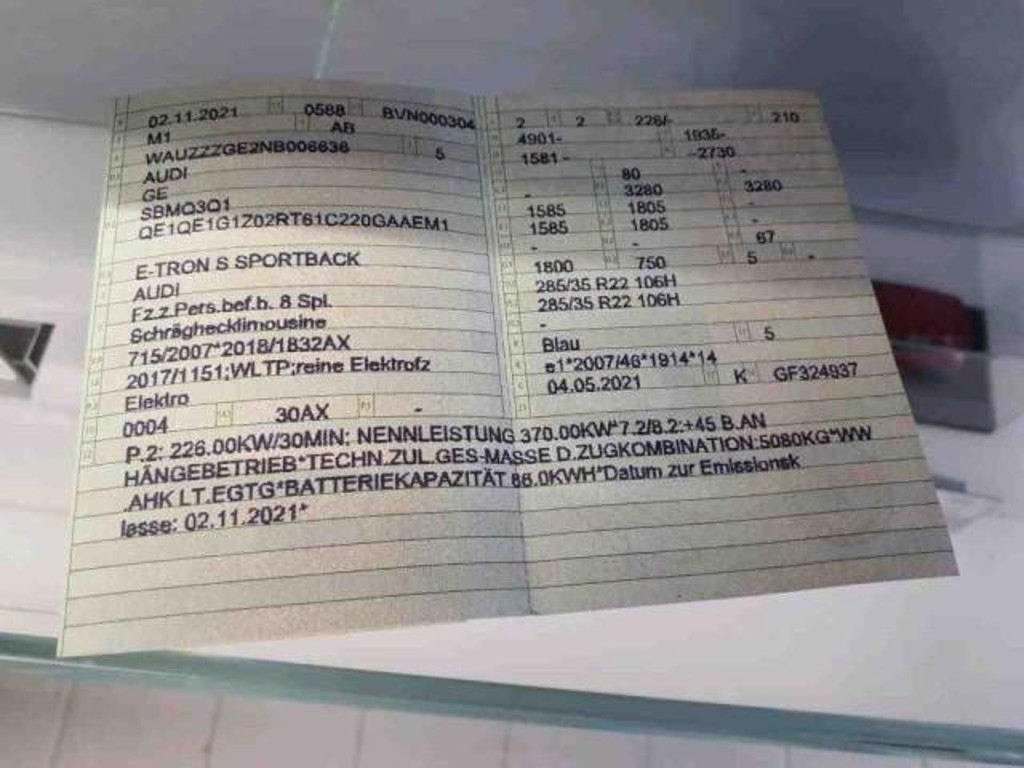 02.11.2021 0588 BVN000304
M1 AB
WAUZZZGE2NB006636 5
AUDI
GE
SBMQ3Q1
QE1QE1G1Z02RT61C220GAAEM1
E-TRON S SPORTBACK
AUDI
Fz.z.Pers.bef.b. 8 Spl.
Schräghecklimousine
715/2007*2018/1832AX
2017/1151;WLTP;reine Elektrofz
Elektro
0004 30AX -
2 2 226/- 210
4901- 1935-
1581- --2730
80 -
- 3280 3280
1585 1805 -
1585 1805 -
- - 67
1800 750 5 -
285/35 R22 106H
285/35 R22 106H
-
Blau 5
e1*2007/46*1914*14
04.05.2021 K GF324937
P.2: 226.00KW/30MIN; NENNLEISTUNG 370.00KW*7.2/8.2:+45 B.AN
HÄNGEBETRIEB*TECHN.ZUL.GES-MASSE D.ZUGKOMBINATION:5080KG*WW
.AHK LT.EGTG*BATTERIEKAPAZITÄT 86.0KWH*Datum zur Emissionsk
lasse: 02.11.2021*